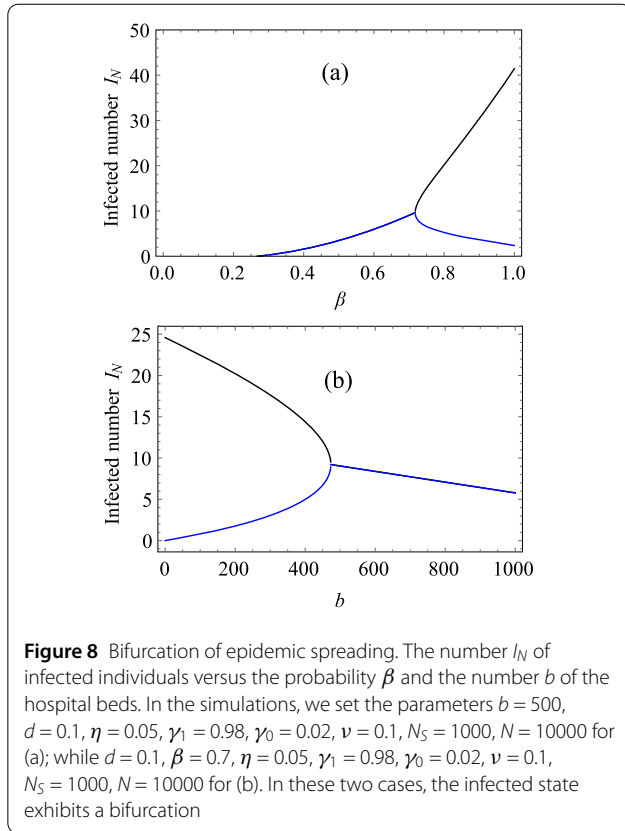 50
40
30
20
10
0
Infected number I_N
(a)
0.0 0.2 0.4 0.6 0.8 1.0
β
25
20
15
10
5
0
Infected number I_N
(b)
0 200 400 600 800 1000
b
Figure 8 Bifurcation of epidemic spreading. The number I_N of
infected individuals versus the probability β and the number b of the
hospital beds. In the simulations, we set the parameters b = 500,
d = 0.1, η = 0.05, γ₁ = 0.98, γ₀ = 0.02, ν = 0.1, N_S = 1000, N = 10000 for
(a); while d = 0.1, β = 0.7, η = 0.05, γ₁ = 0.98, γ₀ = 0.02, ν = 0.1,
N_S = 1000, N = 10000 for (b). In these two cases, the infected state
exhibits a bifurcation